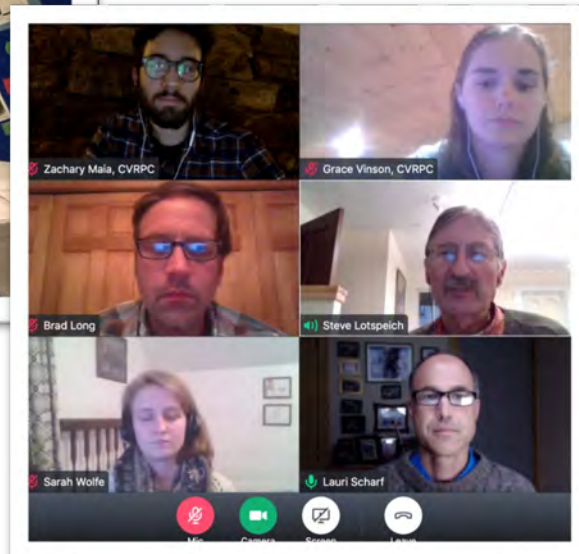 Zachary Maia, CVRPC
Grace Vinson, CVRPC
Brad Long
Steve Lotspeich
Sarah Wolfe
Lauri Scharf
Mic
Camera
Screen
Leave